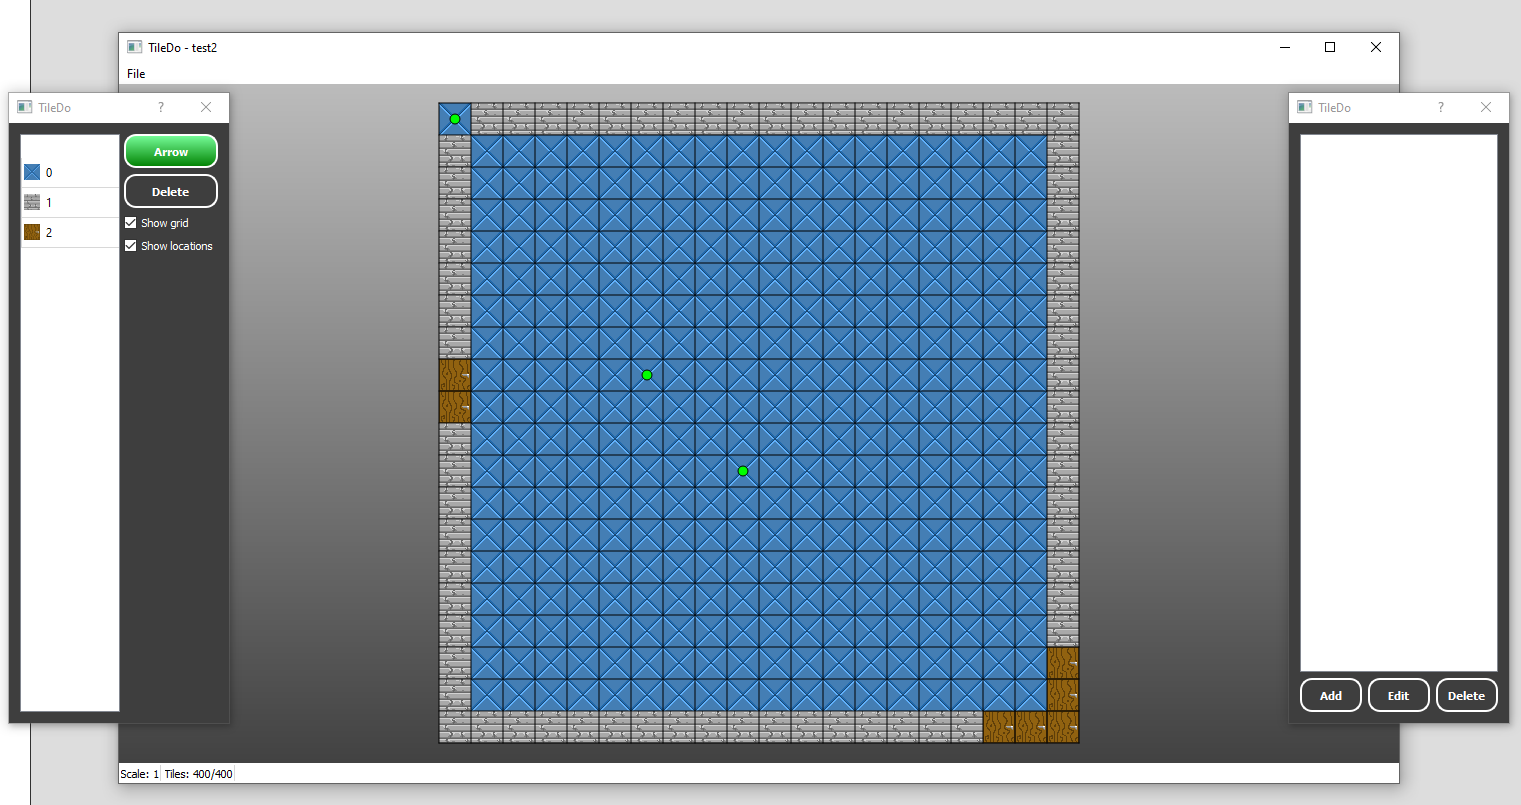 TileDo - test2
File
TileDo ?
0
1
2
Arrow
Delete
Show grid
Show locations
TileDo ?
Add Edit Delete
Scale: 1 Tiles: 400/400